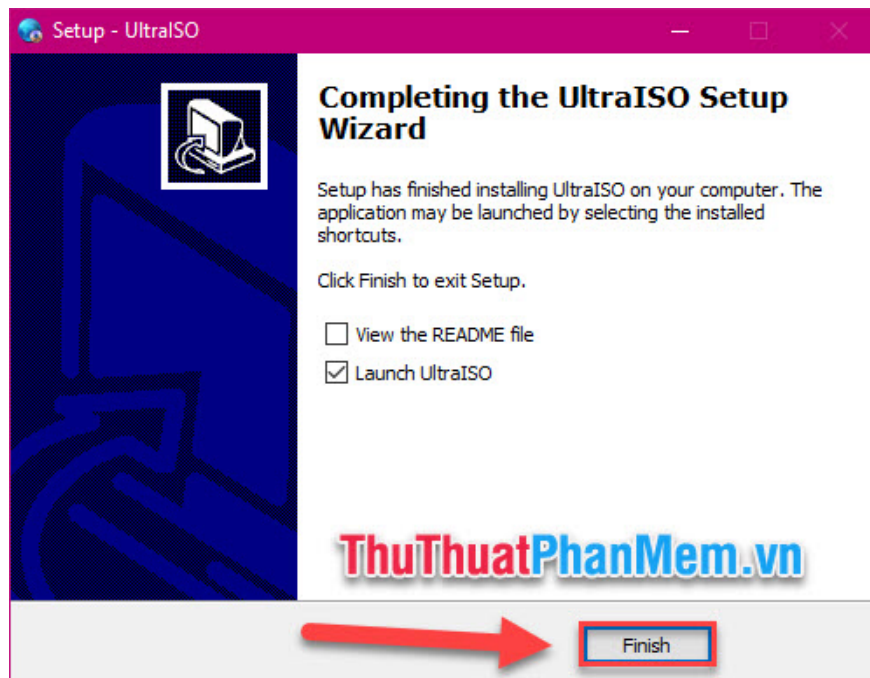 Setup - UltraISO
Completing the UltraISO Setup
Wizard
Setup has finished installing UltraISO on your computer. The
application may be launched by selecting the installed
shortcuts.
Click Finish to exit Setup.
View the README file
Launch UltraISO
ThuThuatPhanMem.vn
Finish